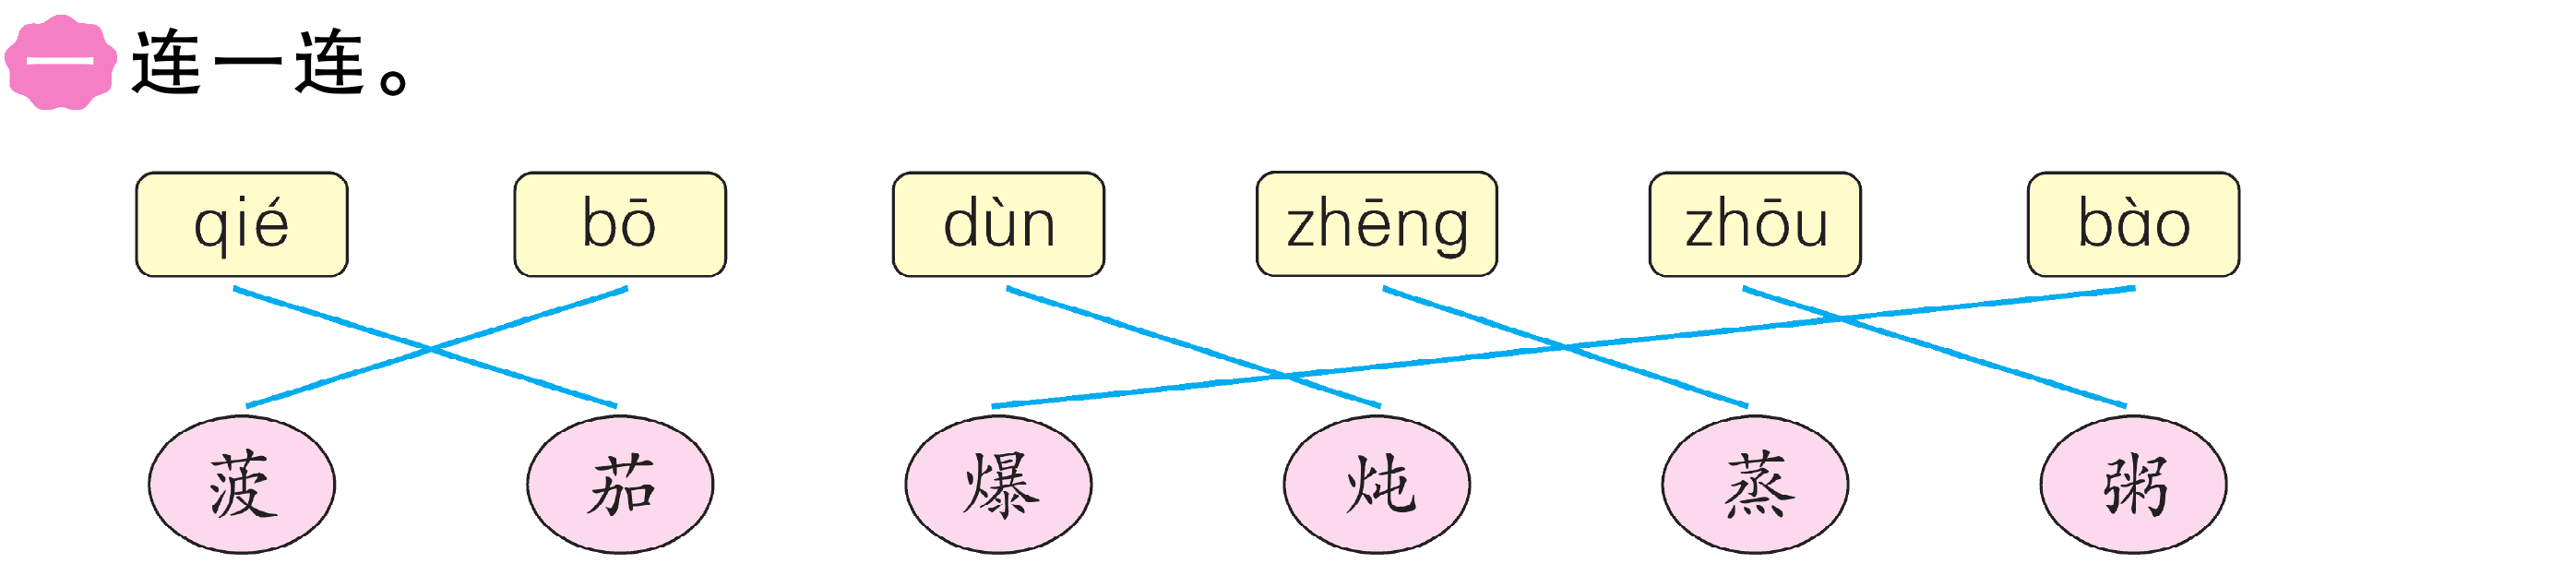 一 连一连。
qié bō dùn zhēng zhōu bào
菠 茄 爆 炖 蒸 粥